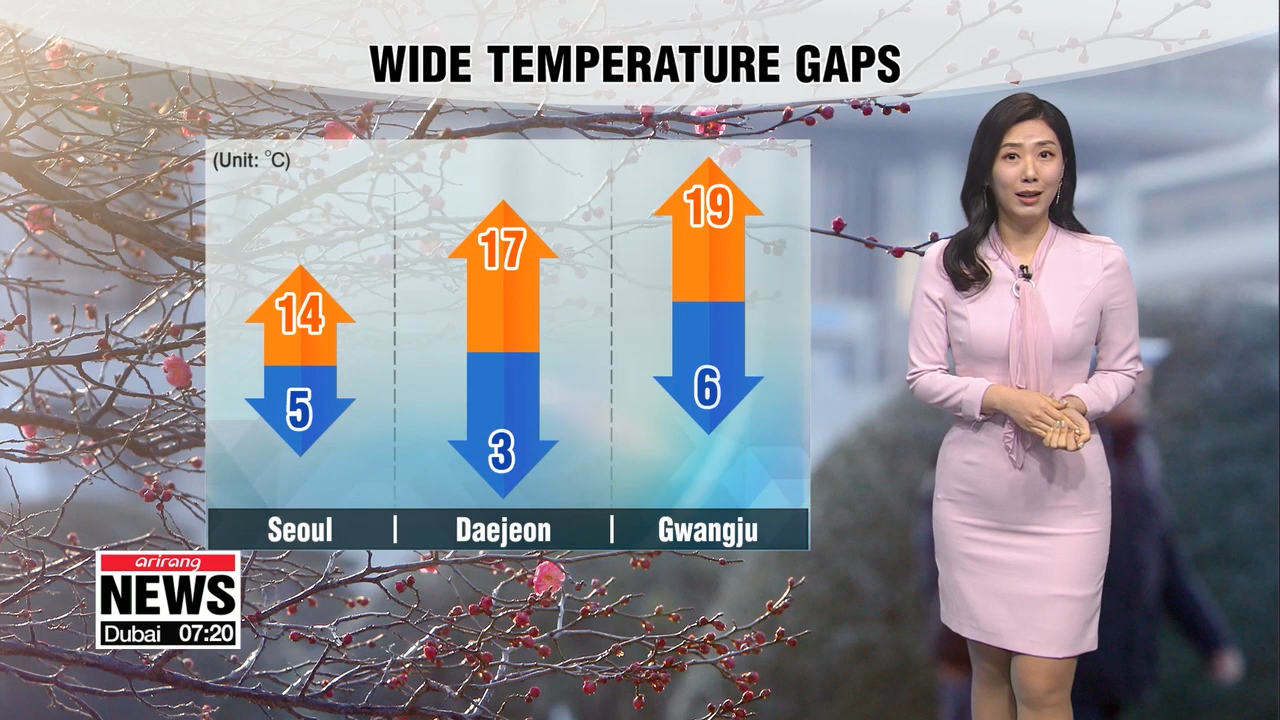 WIDE TEMPERATURE GAPS
(Unit: °C)
14
17
19
5
3
6
Seoul | Daejeon | Gwangju
arirang
NEWS
Dubai 07:20